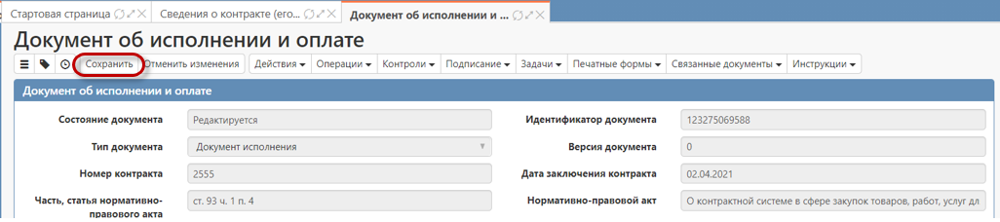 Стартовая страница Сведения о контракте (его... Документ об исполнении и ...
Документ об исполнении и оплате
Сохранить Отменить изменения Действия Операции Контроли Подписание Задачи Печатные формы Связанные документы Инструкции
Документ об исполнении и оплате
Состояние документа Редактируется Идентификатор документа 123275069588
Тип документа Документ исполнения Версия документа 0
Номер контракта 2555 Дата заключения контракта 02.04.2021
Часть, статья нормативно-правового акта ст. 93 ч. 1 п. 4 Нормативно-правовой акт О контрактной системе в сфере закупок товаров, работ, услуг дл